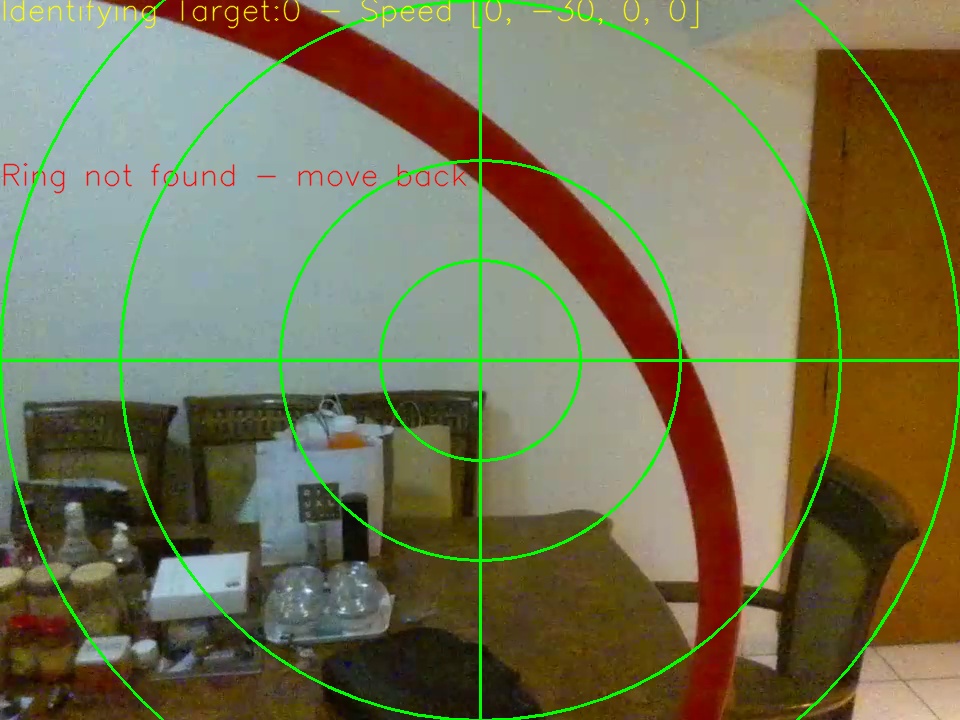 Identifying Target:0 - Speed [0, -30, 0, 0]
Ring not found - move back